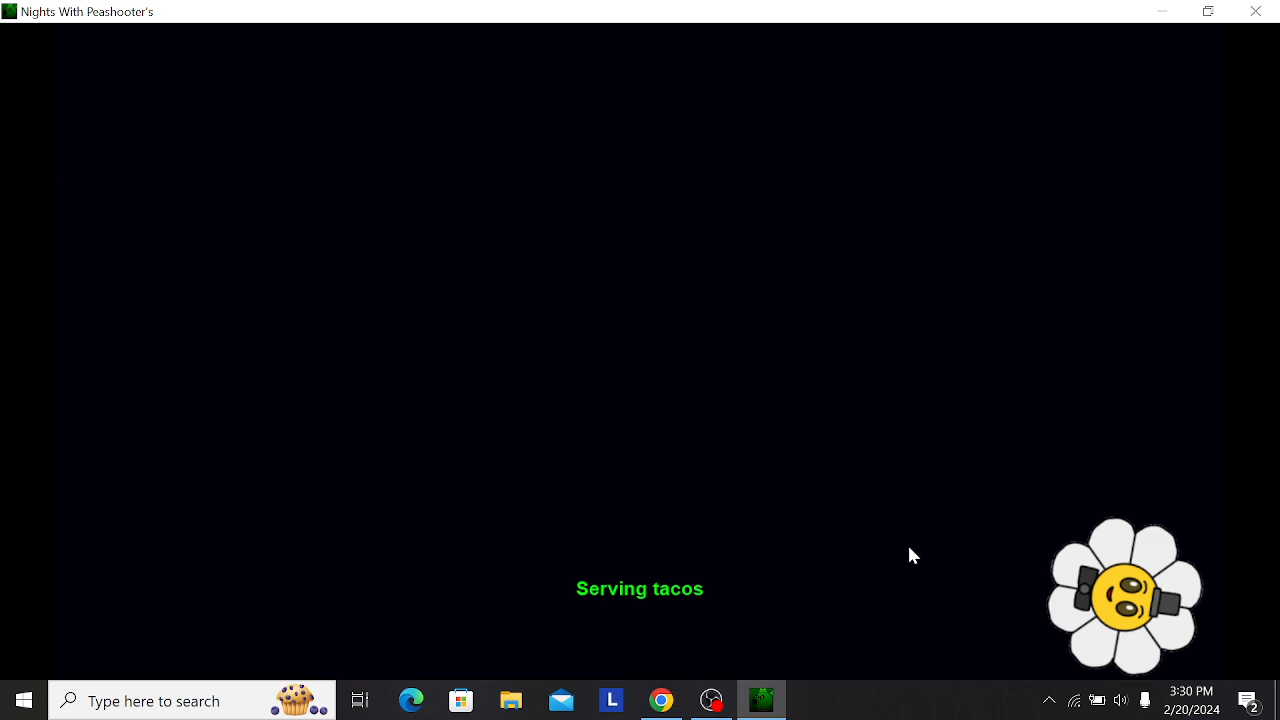 Nights With Peashooter's
Serving tacos
Type here to search
L
3:30 PM
2/20/2024
2